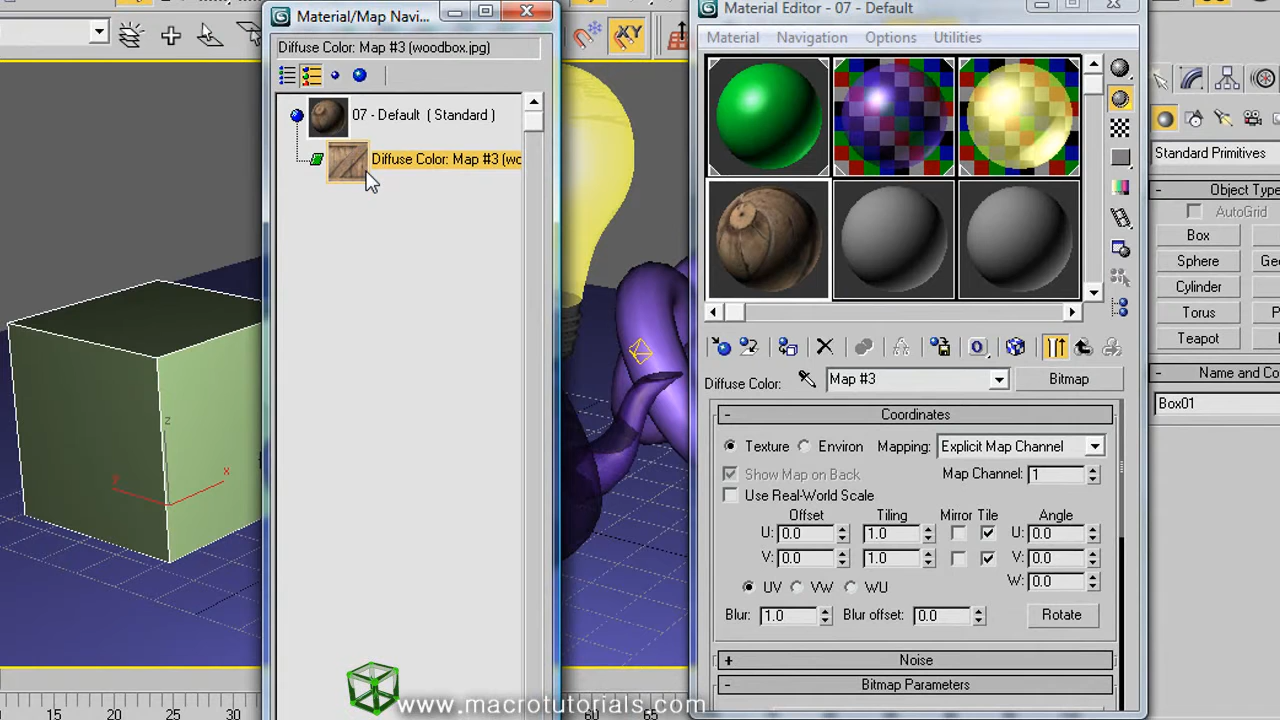 Material/Map Navi...
Diffuse Color: Map #3 (woodbox.jpg)
07 - Default ( Standard )
Diffuse Color: Map #3 (wo
Material Editor - 07 - Default
Material Navigation Options Utilities
Diffuse Color: Map #3 Bitmap
- Coordinates
Texture Environ Mapping: Explicit Map Channel
Show Map on Back Map Channel: 1
Use Real-World Scale
Offset Tiling Mirror Tile Angle
U: 0.0 1.0 U: 0.0
V: 0.0 1.0 V: 0.0
W: 0.0
UV VW WU
Blur: 1.0 Blur offset: 0.0 Rotate
+ Noise
- Bitmap Parameters
XY
Standard Primitives
- Object Type
AutoGrid
Box
Sphere Geo
Cylinder
Torus P
Teapot
- Name and Co
Box01
z
x
15 20 25 30 60 65
www.macrotutorials.com